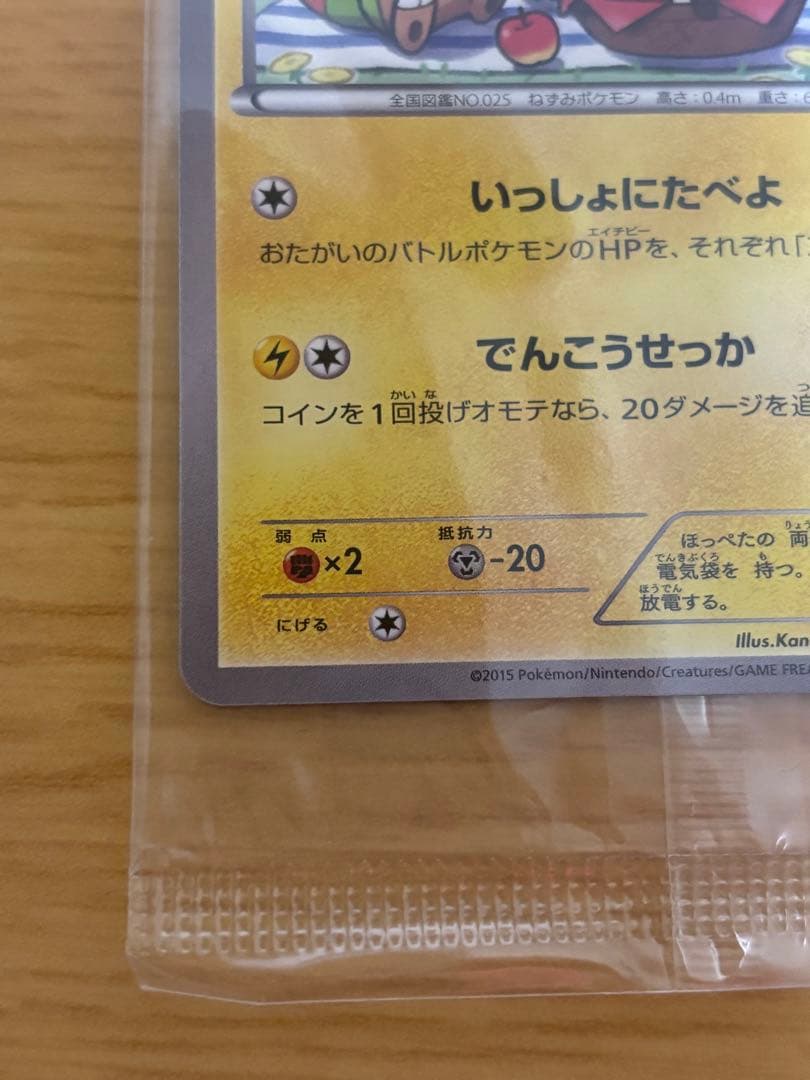 全国図鑑NO.025 ねずみポケモン 高さ:0.4m 重さ:6
いっしょにたべよ
エイチピー
おたがいのバトルポケモンのHPを、それぞれ「
でんこうせっか
かい な
コインを1回投げオモテなら、20ダメージを追
弱点 抵抗力
×2 -20
にげる
りょう
ほっぺたの 両
でんきぶくろ も
電気袋を 持つ。
ほうでん
放電する。
Illus.Kan
©2015 Pokémon/Nintendo/Creatures/GAME FREA